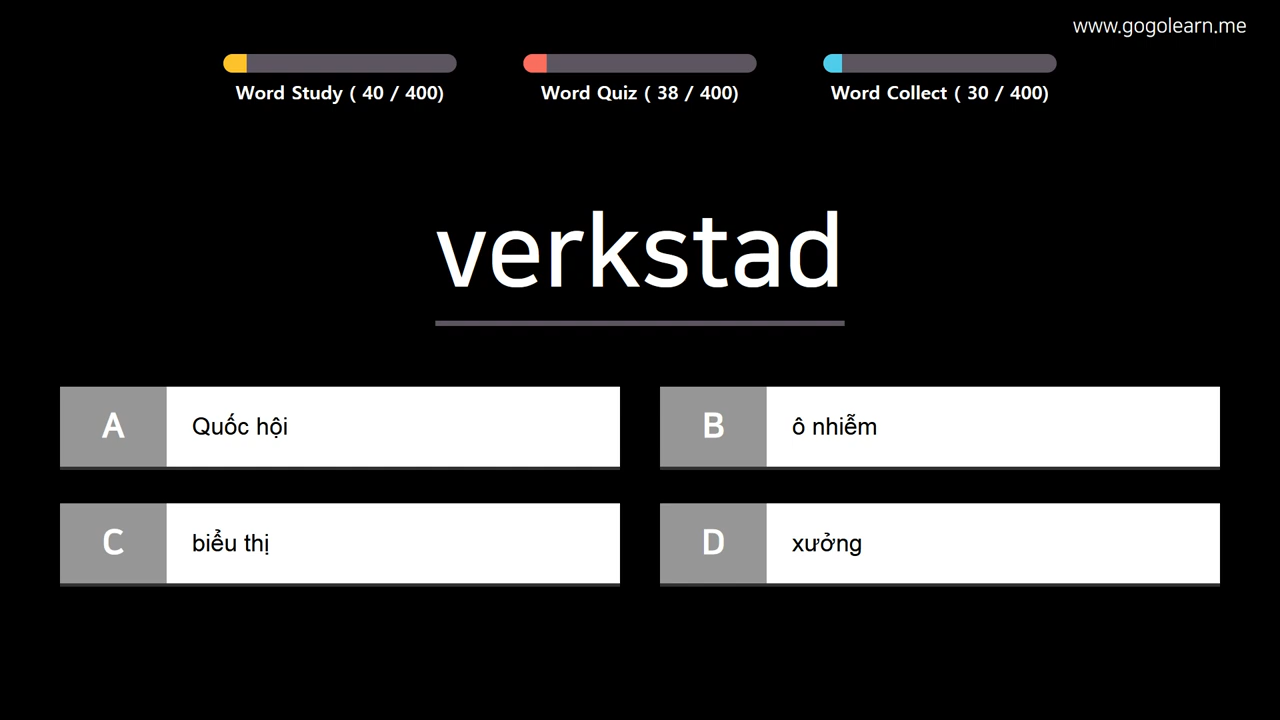 www.gogolearn.me
Word Study ( 40 / 400)
Word Quiz ( 38 / 400)
Word Collect ( 30 / 400)
verkstad
A
Quốc hội
B
ô nhiễm
C
biểu thị
D
xưởng